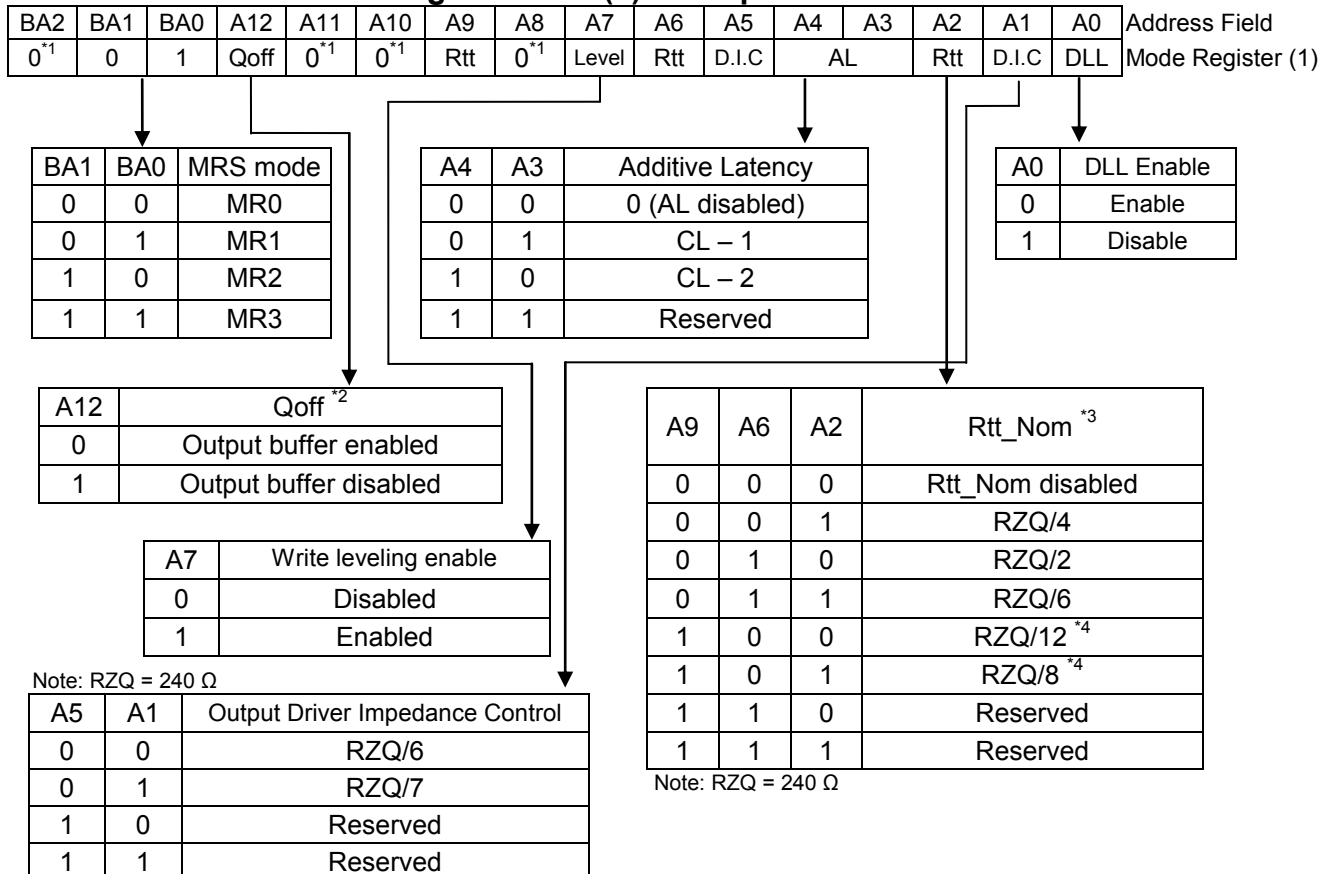 BA2 BA1 BA0 A12 A11 A10 A9 A8 A7 A6 A5 A4 A3 A2 A1 A0 Address Field
0*1 0 1 Qoff 0*1 0*1 Rtt 0*1 Level Rtt D.I.C AL Rtt D.I.C DLL Mode Register (1)
BA1 BA0 MRS mode
0 0 MR0
0 1 MR1
1 0 MR2
1 1 MR3
A4 A3 Additive Latency
0 0 0 (AL disabled)
0 1 CL – 1
1 0 CL – 2
1 1 Reserved
A0 DLL Enable
0 Enable
1 Disable
A12 Qoff *2
0 Output buffer enabled
1 Output buffer disabled
A7 Write leveling enable
0 Disabled
1 Enabled
Note: RZQ = 240 Ω
A5 A1 Output Driver Impedance Control
0 0 RZQ/6
0 1 RZQ/7
1 0 Reserved
1 1 Reserved
A9 A6 A2 Rtt_Nom *3
0 0 0 Rtt_Nom disabled
0 0 1 RZQ/4
0 1 0 RZQ/2
0 1 1 RZQ/6
1 0 0 RZQ/12 *4
1 0 1 RZQ/8 *4
1 1 0 Reserved
1 1 1 Reserved
Note: RZQ = 240 Ω